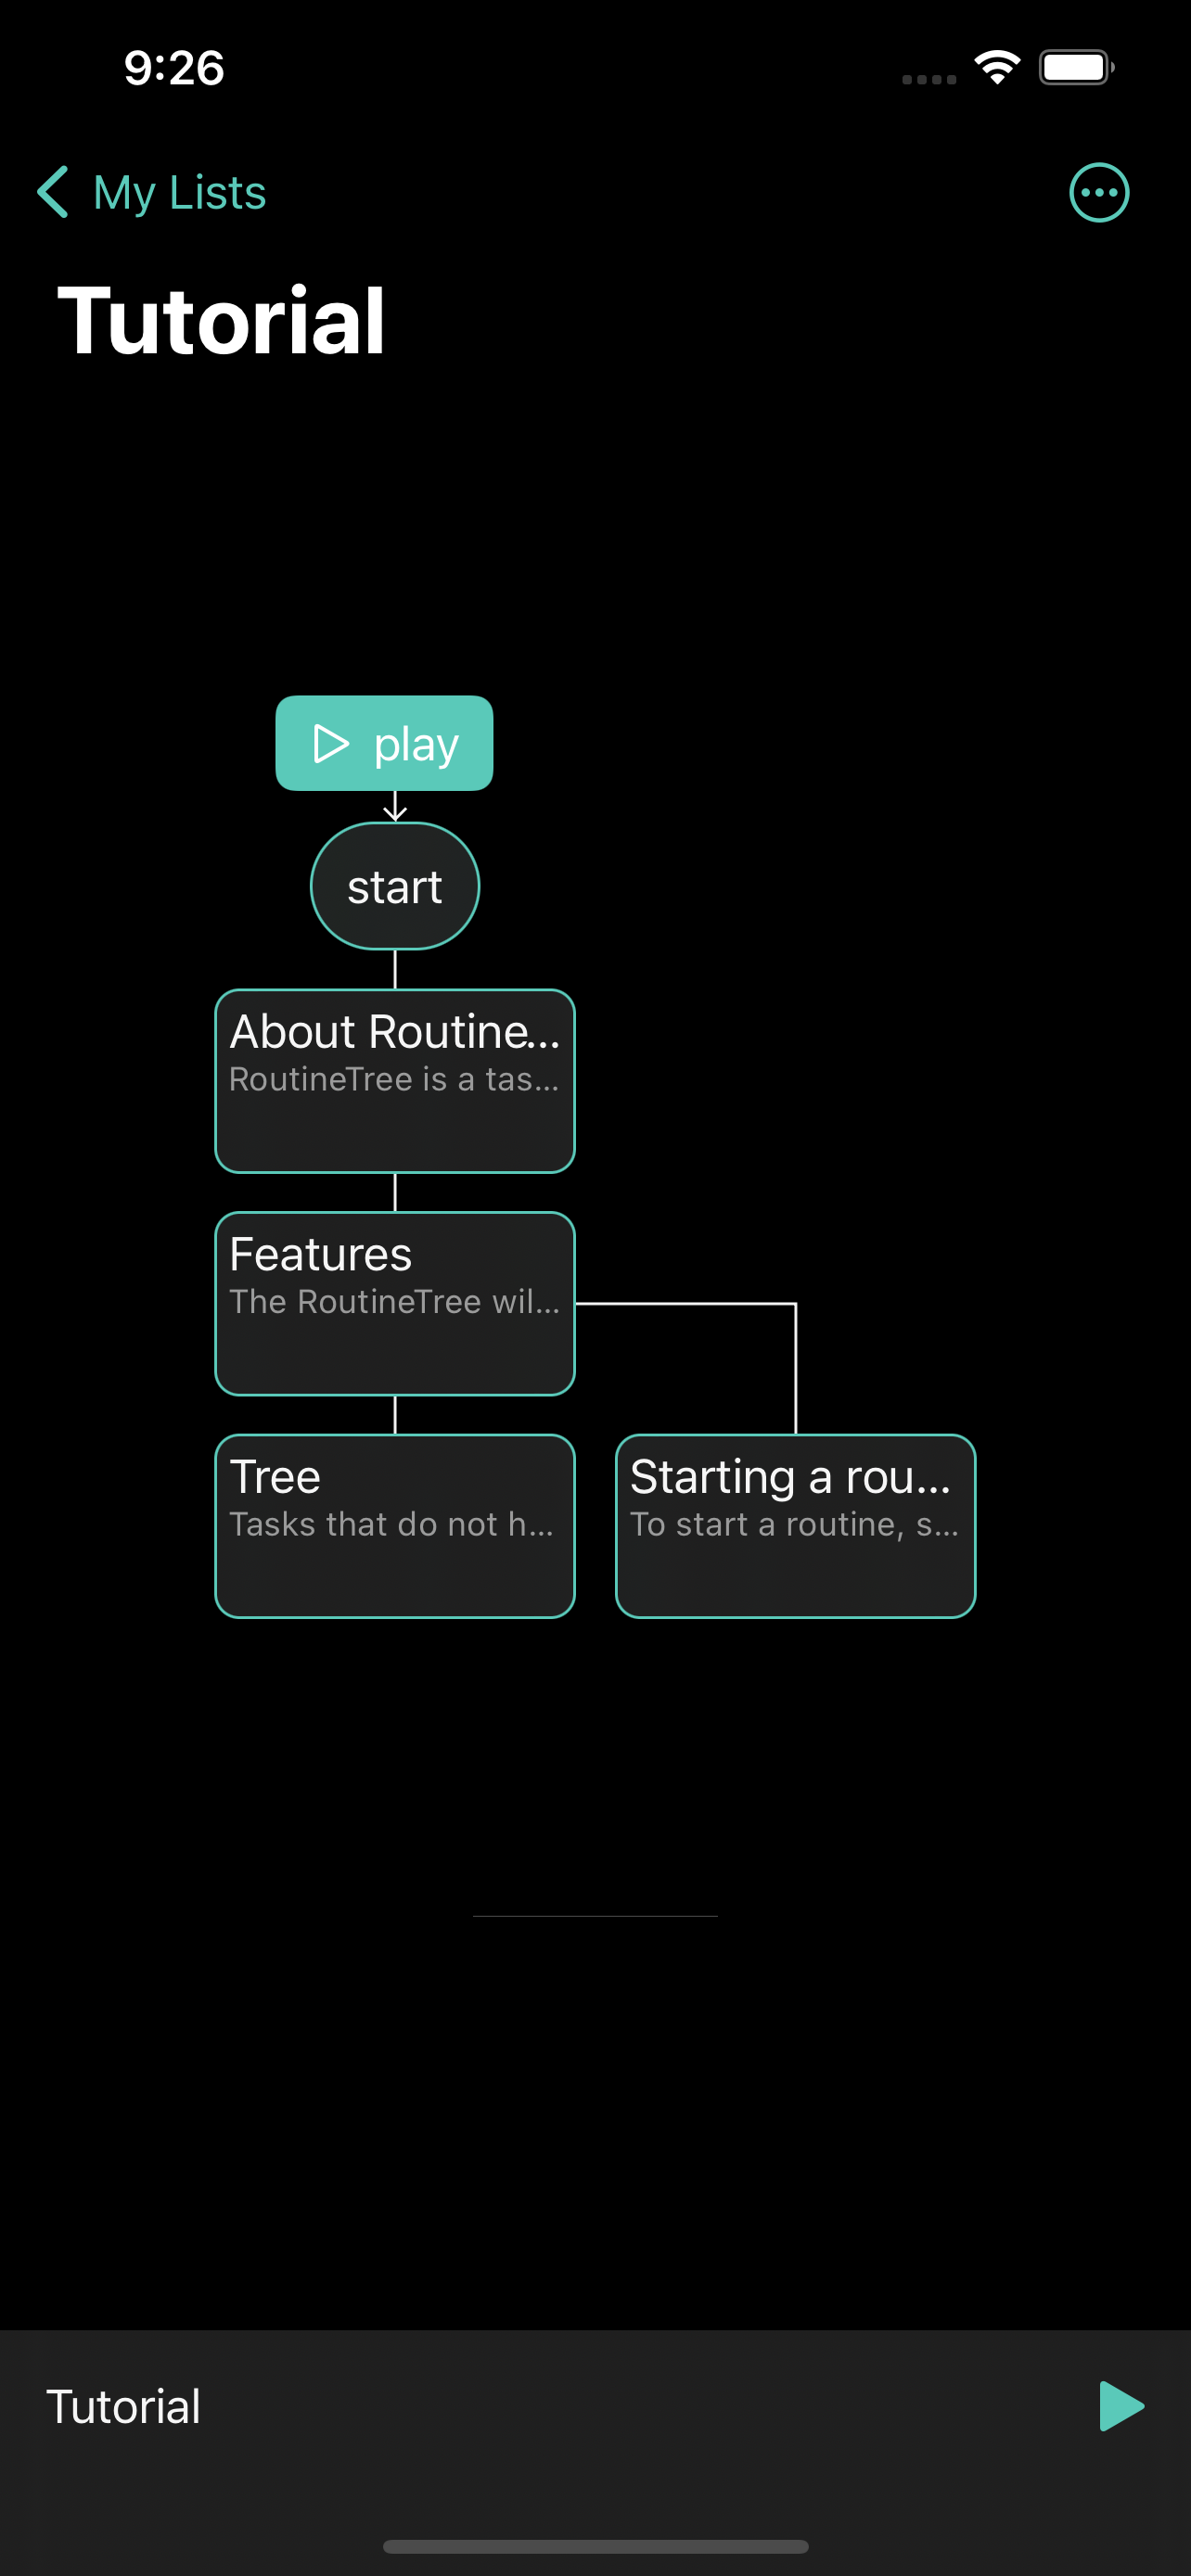 9:26
My Lists
Tutorial
play
start
About Routine...
RoutineTree is a tas...
Features
The RoutineTree wil...
Tree
Tasks that do not h...
Starting a rou...
To start a routine, s...
Tutorial